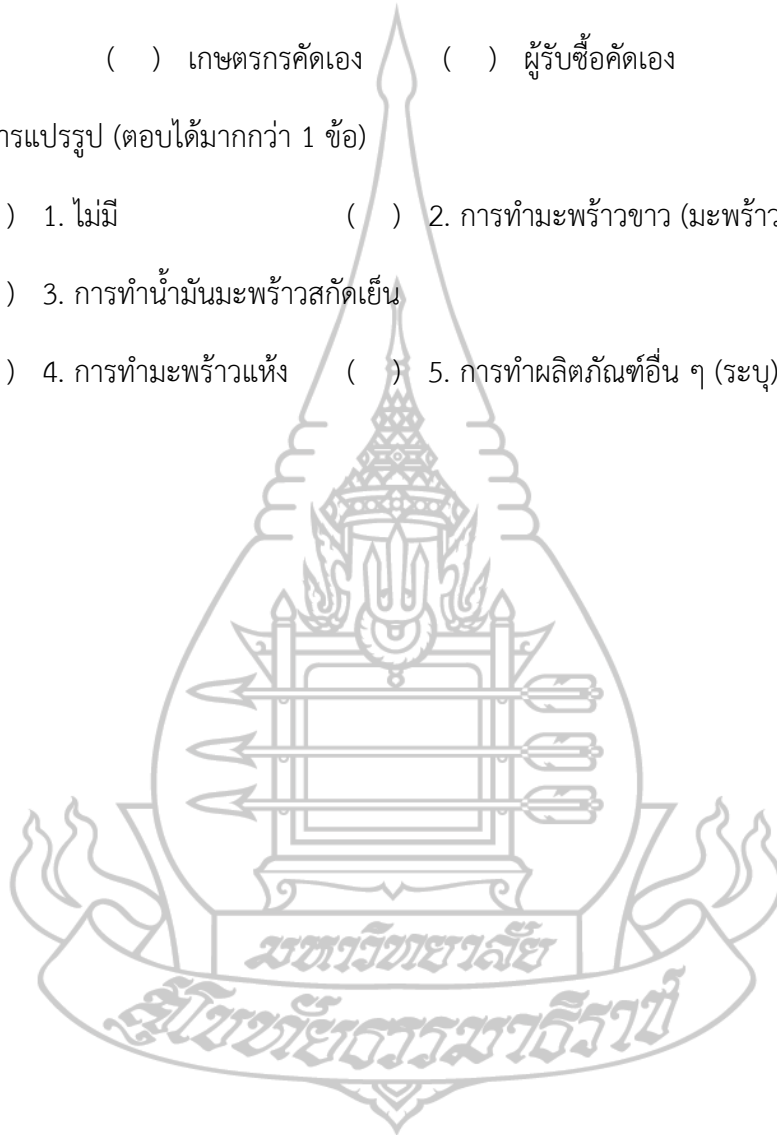 (   ) เกษตรกรคัดเอง (   ) ผู้รับซื้อคัดเอง
การแปรรูป (ตอบได้มากกว่า 1 ข้อ)
) 1. ไม่มี (   ) 2. การทำมะพร้าวขาว (มะพร้าว
) 3. การทำน้ำมันมะพร้าวสกัดเย็น
) 4. การทำมะพร้าวแห้ง (   ) 5. การทำผลิตภัณฑ์อื่น ๆ (ระบุ)
มหาวิทยาลัย
สุโขทัยธรรมาธิราช